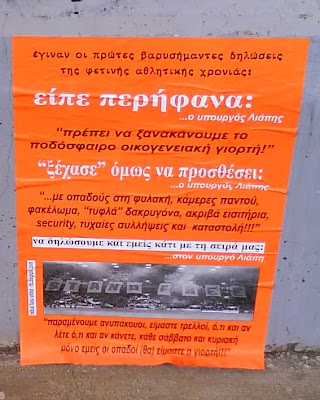 έγιναν οι πρώτες βαρυσήμαντες δηλώσεις
της φετινής αθλητικής χρονιάς:
είπε περήφανα:
...ο υπουργός Λιάπης
“πρέπει να ξανακάνουμε το
ποδόσφαιρο οικογενειακή γιορτή!”
“ξέχασε” όμως να προσθέσει:
...ο υπουργός Λιάπης
“...με οπαδούς στη φυλακή, κάμερες παντού,
φακέλωμα, “τυφλά” δακρυγόνα, ακριβά εισιτήρια,
security, τυχαίες συλλήψεις και καταστολή!!!”
να δηλώσουμε και εμείς κάτι με τη σειρά μας:
...στον υπουργό Λιάπη
“παραμένουμε ανυπάκουοι, είμαστε τρελλοί, ό,τι και αν
λέτε ό,τι και αν κάνετε, κάθε σάββατο και κυριακή
μόνο εμείς οι οπαδοί (θα) είμαστε η γιορτή!!!”